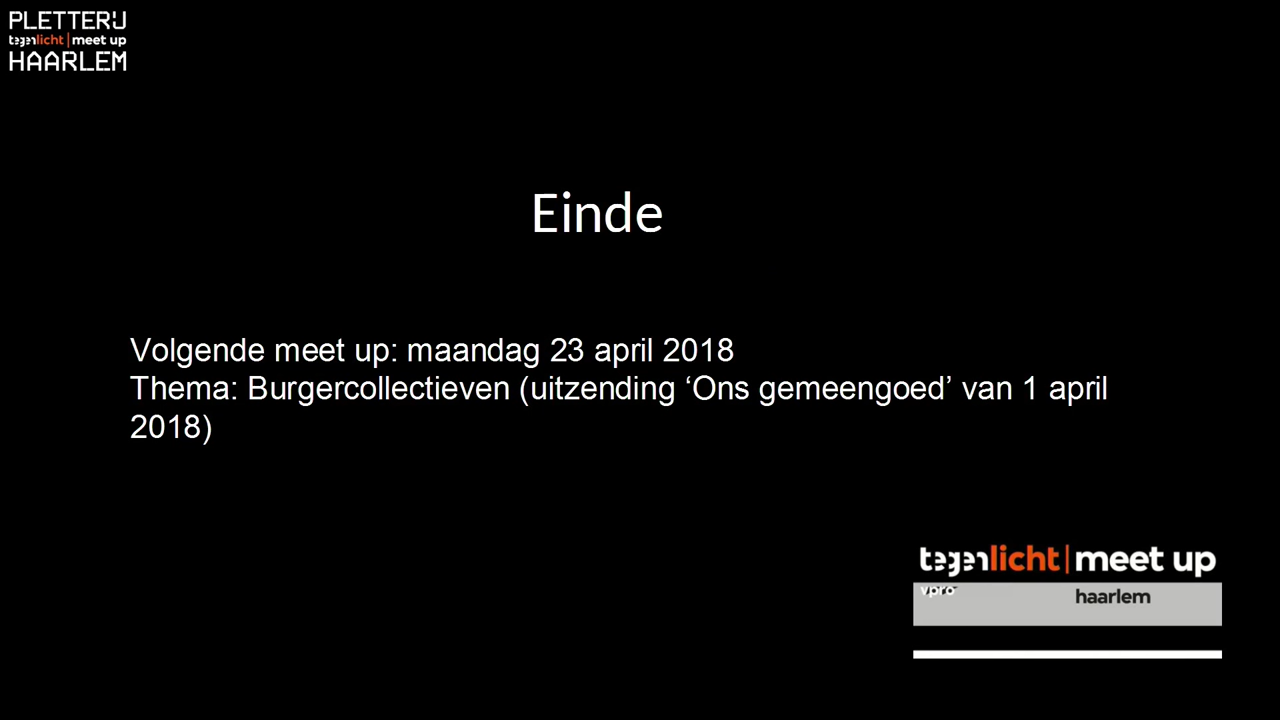 PLETTERIJ
tegenlicht | meet up
HAARLEM
Einde
Volgende meet up: maandag 23 april 2018
Thema: Burgercollectieven (uitzending ‘Ons gemeengoed’ van 1 april
2018)
tegenlicht | meet up
vpro haarlem